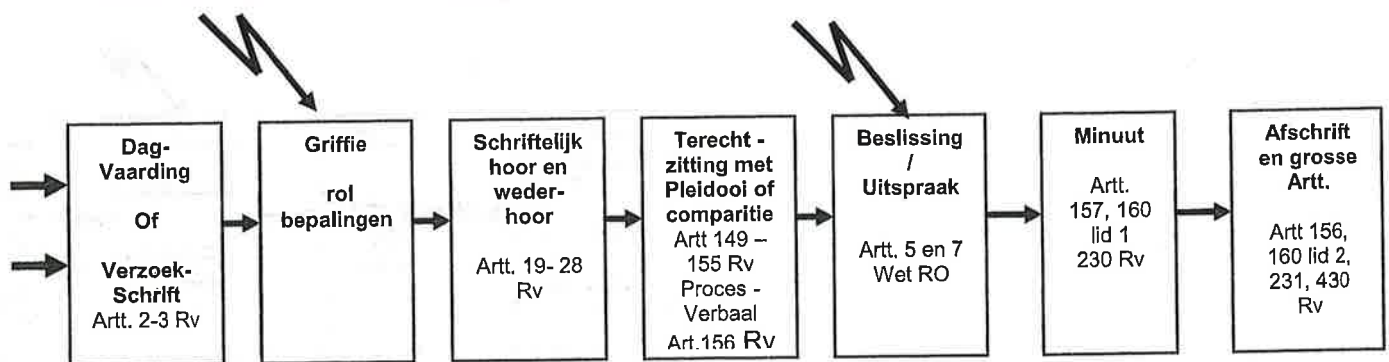 Dag-
Vaarding
Of
Verzoek-
Schrift
Artt. 2-3 Rv
Griffie
rol
bepalingen
Schriftelijk
hoor en
weder-
hoor
Artt. 19- 28
Rv
Terecht -
zitting met
Pleidooi of
comparitie
Artt 149 –
155 Rv
Proces -
Verbaal
Art.156 Rv
Beslissing
/
Uitspraak
Artt. 5 en 7
Wet RO
Minuut
Artt.
157, 160
lid 1
230 Rv
Afschrift
en grosse
Artt.
Artt 156,
160 lid 2,
231, 430
Rv